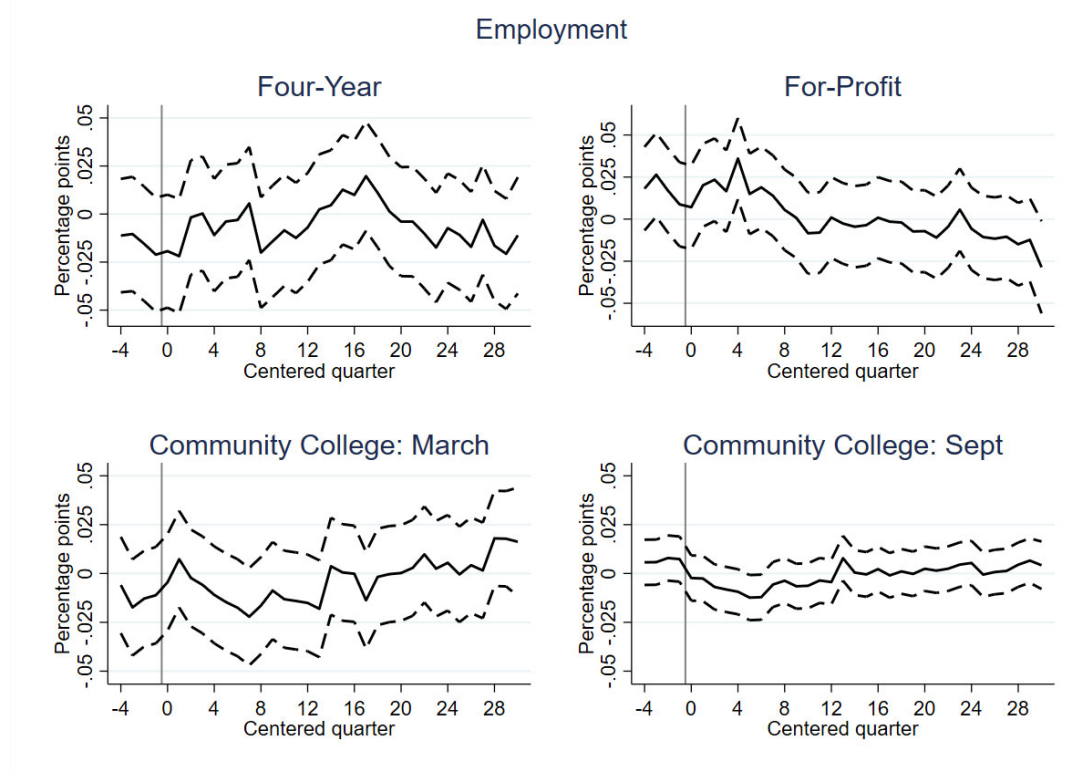 Employment
Four-Year
Percentage points
.05
.025
0
-.025
-.05
-4 0 4 8 12 16 20 24 28
Centered quarter
For-Profit
Percentage points
.05
.025
0
-.025
-.05
-4 0 4 8 12 16 20 24 28
Centered quarter
Community College: March
Percentage points
.05
.025
0
-.025
-.05
-4 0 4 8 12 16 20 24 28
Centered quarter
Community College: Sept
Percentage points
.05
.025
0
-.025
-.05
-4 0 4 8 12 16 20 24 28
Centered quarter